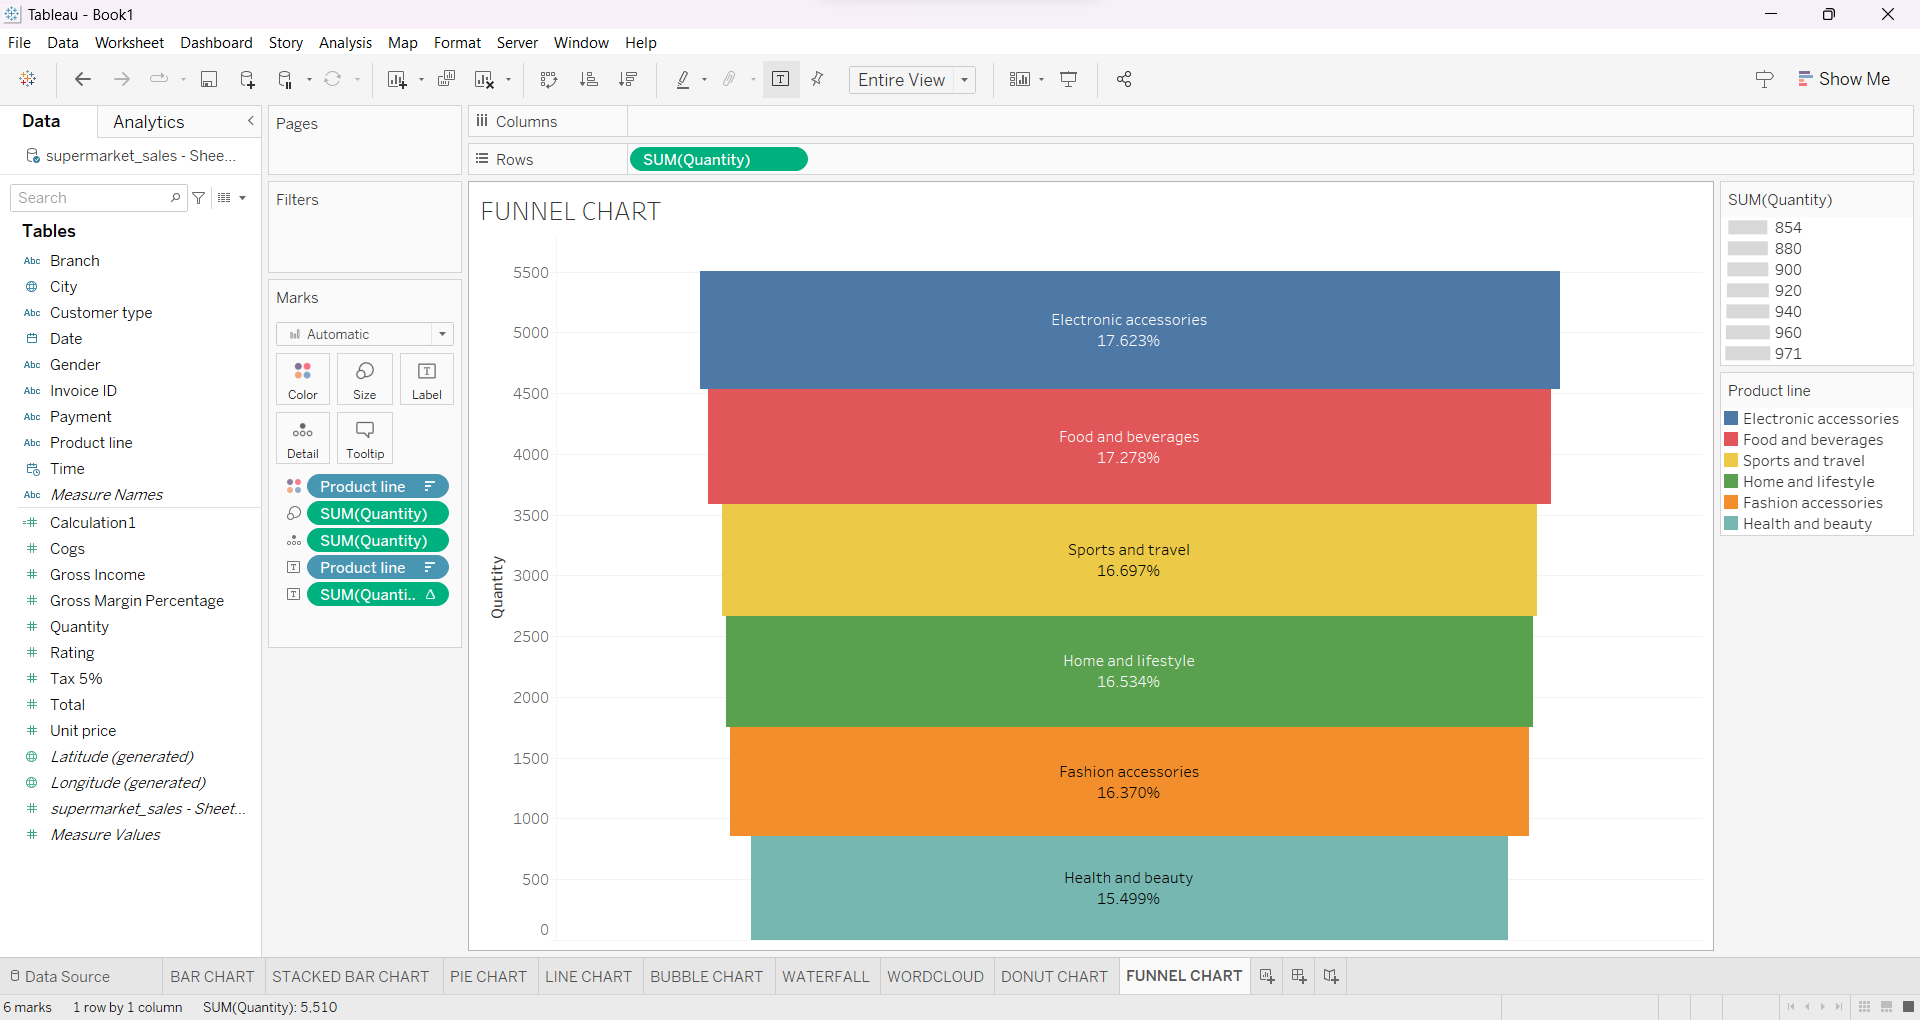 Tableau - Book1
File Data Worksheet Dashboard Story Analysis Map Format Server Window Help
Entire View
Show Me
Data
Analytics
supermarket_sales - Shee...
Search
Tables
Abc Branch
City
Abc Customer type
Date
Abc Gender
Abc Invoice ID
Abc Payment
Abc Product line
Time
Abc Measure Names
Calculation1
Cogs
Gross Income
Gross Margin Percentage
Quantity
Rating
Tax 5%
Total
Unit price
Latitude (generated)
Longitude (generated)
supermarket_sales - Sheet...
Measure Values
Pages
Filters
Marks
Automatic
Color Size Label
Detail Tooltip
Product line
SUM(Quantity)
SUM(Quantity)
Product line
SUM(Quanti.. Δ
Columns
Rows SUM(Quantity)
FUNNEL CHART
Quantity
5500
5000
4500
4000
3500
3000
2500
2000
1500
1000
500
0
Electronic accessories
17.623%
Food and beverages
17.278%
Sports and travel
16.697%
Home and lifestyle
16.534%
Fashion accessories
16.370%
Health and beauty
15.499%
SUM(Quantity)
854
880
900
920
940
960
971
Product line
Electronic accessories
Food and beverages
Sports and travel
Home and lifestyle
Fashion accessories
Health and beauty
Data Source BAR CHART STACKED BAR CHART PIE CHART LINE CHART BUBBLE CHART WATERFALL WORDCLOUD DONUT CHART FUNNEL CHART
6 marks 1 row by 1 column SUM(Quantity): 5,510